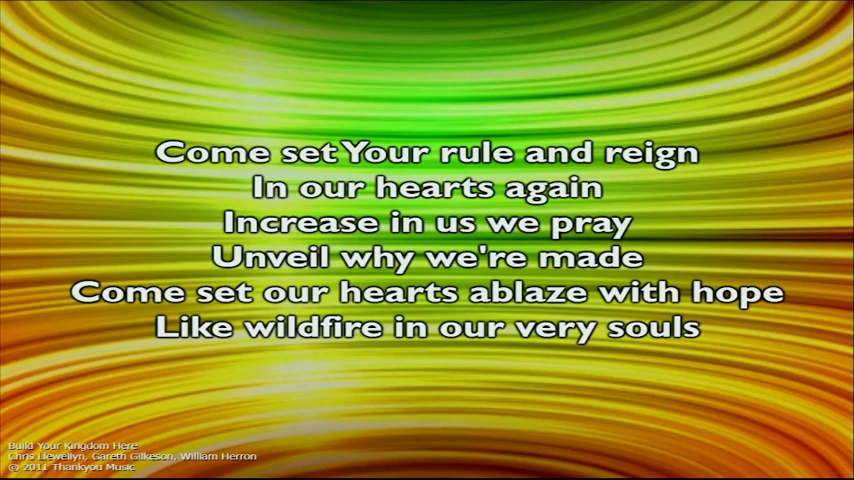 Come set Your rule and reign
In our hearts again
Increase in us we pray
Unveil why we're made
Come set our hearts ablaze with hope
Like wildfire in our very souls
Build Your Kingdom Here
Chris Llewellyn, Gareth Gilkeson, William Herron
© 2011 Thankyou Music